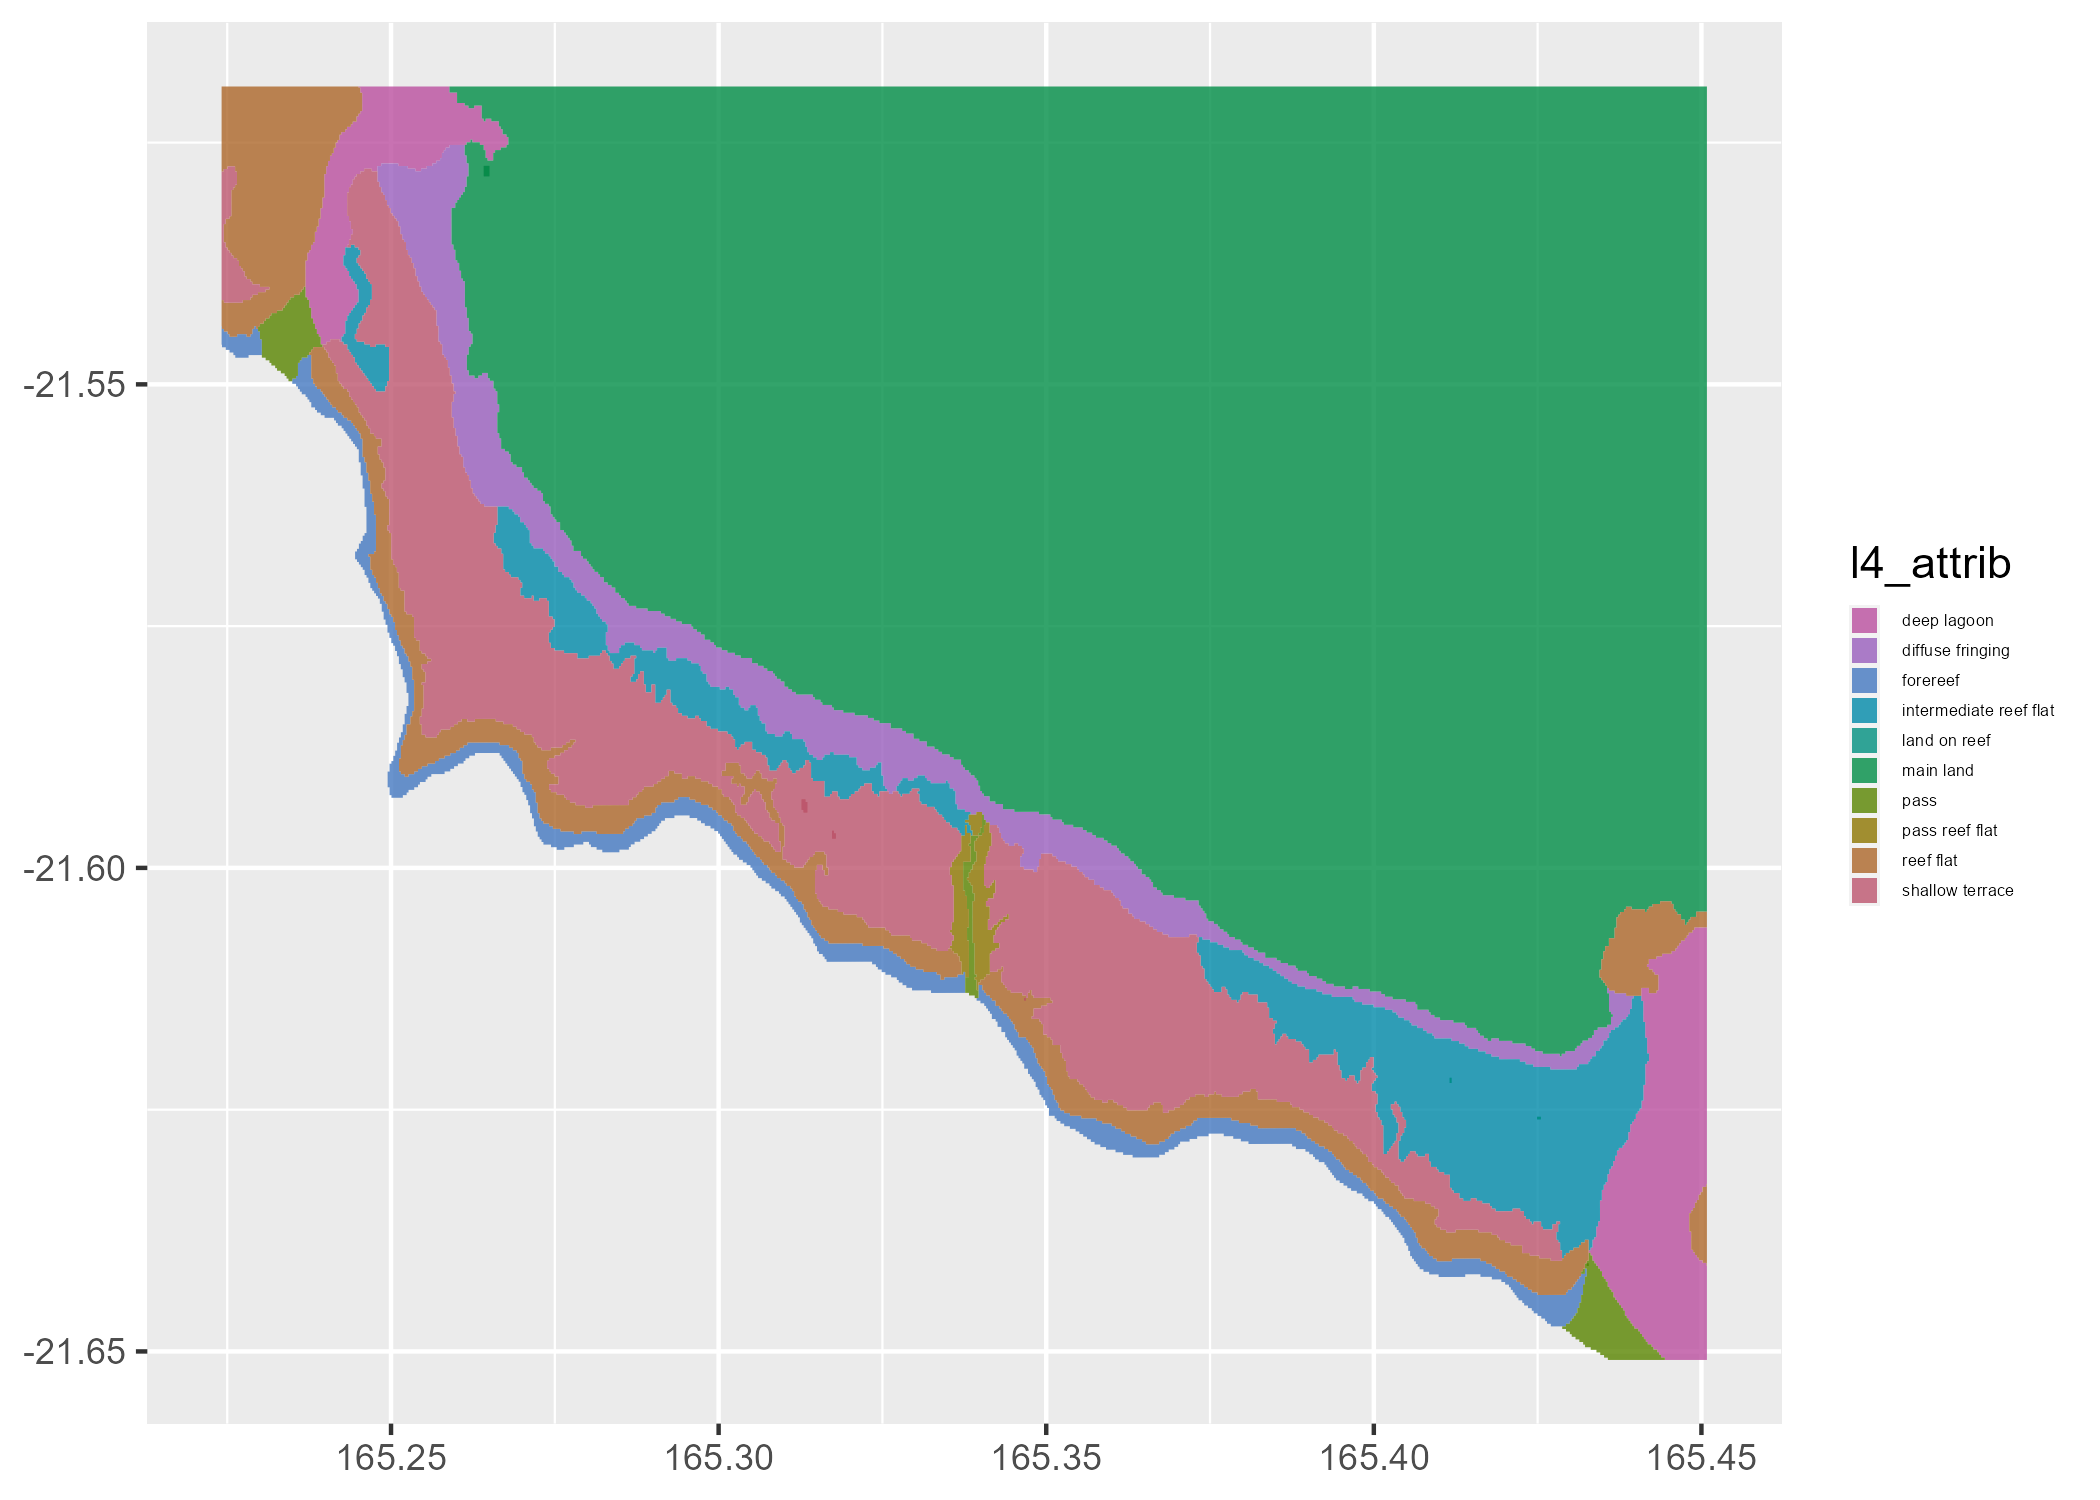 -21.55
-21.60
-21.65
165.25 165.30 165.35 165.40 165.45
l4_attrib
deep lagoon
diffuse fringing
forereef
intermediate reef flat
land on reef
main land
pass
pass reef flat
reef flat
shallow terrace